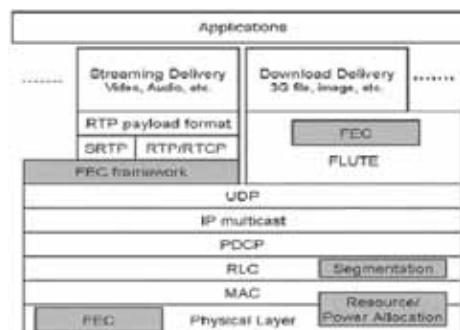 Applications
Streaming Delivery
Video, Audio, etc.
Download Delivery
3G file, image, etc.
RTP payload format
SRTP RTP/RTCP
FEC framework
FEC
FLUTE
UDP
IP multicast
PDCP
RLC
Segmentation
MAC
Resource/
Power Allocation
FEC
Physical Layer